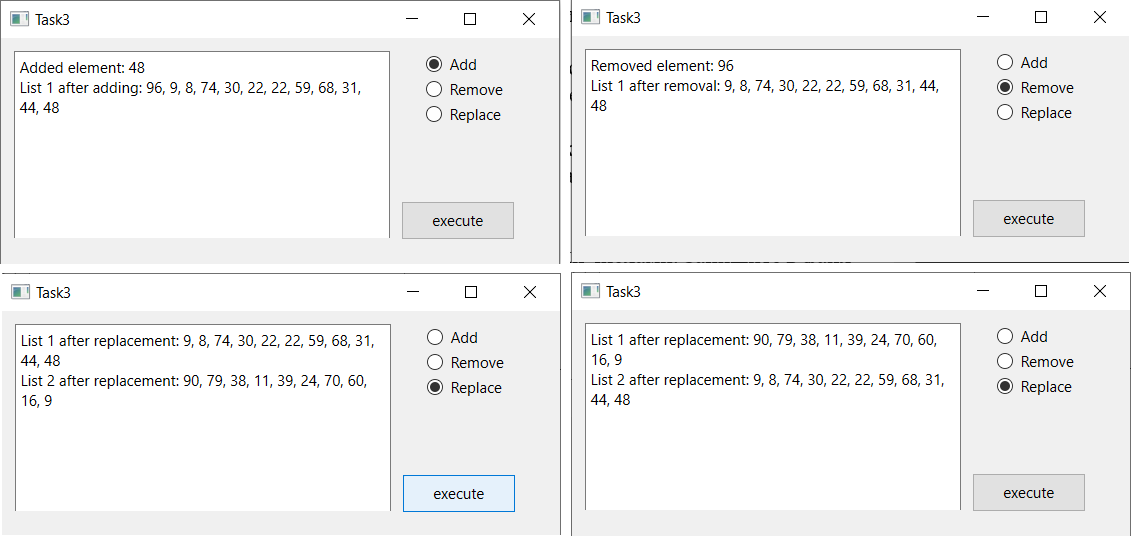 Task3
Added element: 48
List 1 after adding: 96, 9, 8, 74, 30, 22, 22, 59, 68, 31,
44, 48
Add
Remove
Replace
execute
Task3
Removed element: 96
List 1 after removal: 9, 8, 74, 30, 22, 22, 59, 68, 31, 44,
48
Add
Remove
Replace
execute
Task3
List 1 after replacement: 9, 8, 74, 30, 22, 22, 59, 68, 31,
44, 48
List 2 after replacement: 90, 79, 38, 11, 39, 24, 70, 60,
16, 9
Add
Remove
Replace
execute
Task3
List 1 after replacement: 90, 79, 38, 11, 39, 24, 70, 60,
16, 9
List 2 after replacement: 9, 8, 74, 30, 22, 22, 59, 68, 31,
44, 48
Add
Remove
Replace
execute